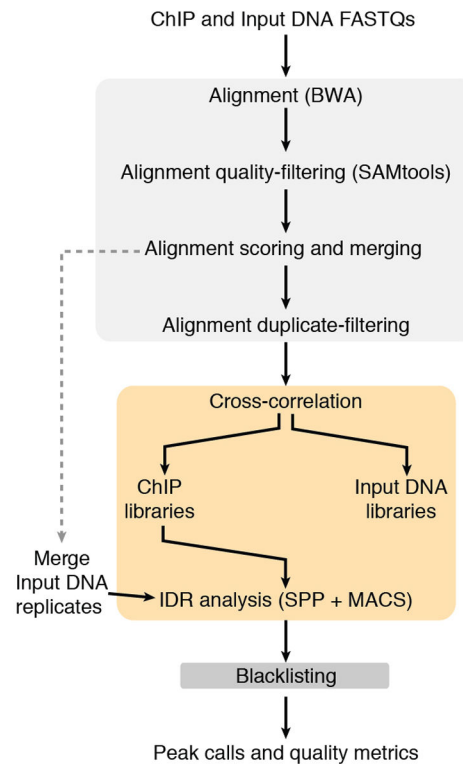 ChIP and Input DNA FASTQs
Alignment (BWA)
Alignment quality-filtering (SAMtools)
Alignment scoring and merging
Alignment duplicate-filtering
Cross-correlation
ChIP
libraries
Input DNA
libraries
Merge
Input DNA
replicates
IDR analysis (SPP + MACS)
Blacklisting
Peak calls and quality metrics